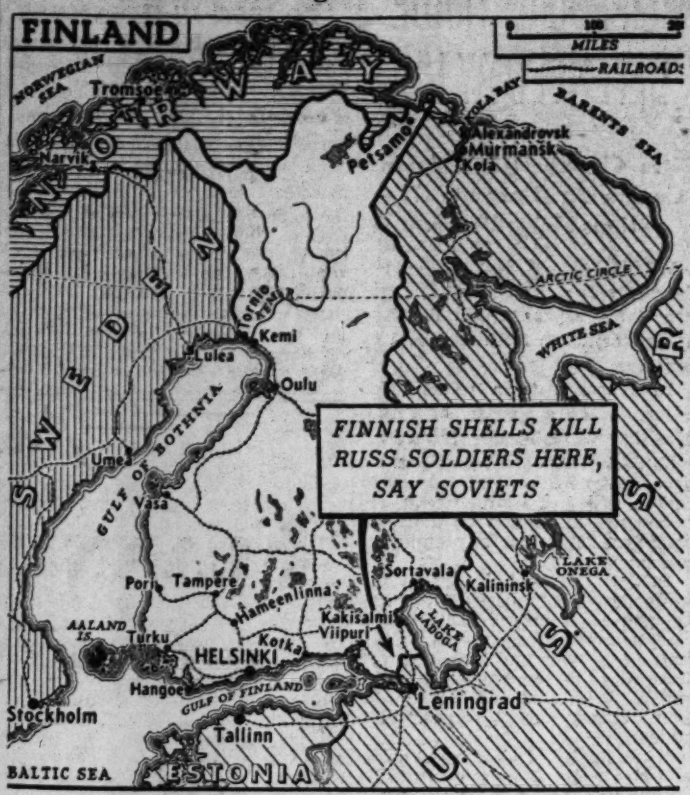 FINLAND
0 100 200
MILES
RAILROADS
NORWEGIAN
SEA
Tromsoe
NORWAY
KOLA BAY
BARENTS SEA
Petsamo
Alexandrovsk
Murmansk
Kola
Narvik
SWEDEN
ARCTIC CIRCLE
Tornio
Kemi
WHITE SEA
Lulea
Oulu
GULF OF BOTHNIA
FINNISH SHELLS KILL
RUSS SOLDIERS HERE,
SAY SOVIETS
Umea
Vasa
U. S. S. R.
LAKE
ONEGA
Sortavala
Kalininsk
Pori
Tampere
Hameenlinna
Kakisalmi
Viipuri
LAKE
LADOGA
AALAND
IS.
Turku
Kotka
HELSINKI
Hangoe
GULF OF FINLAND
Leningrad
Stockholm
Tallinn
BALTIC SEA
ESTONIA